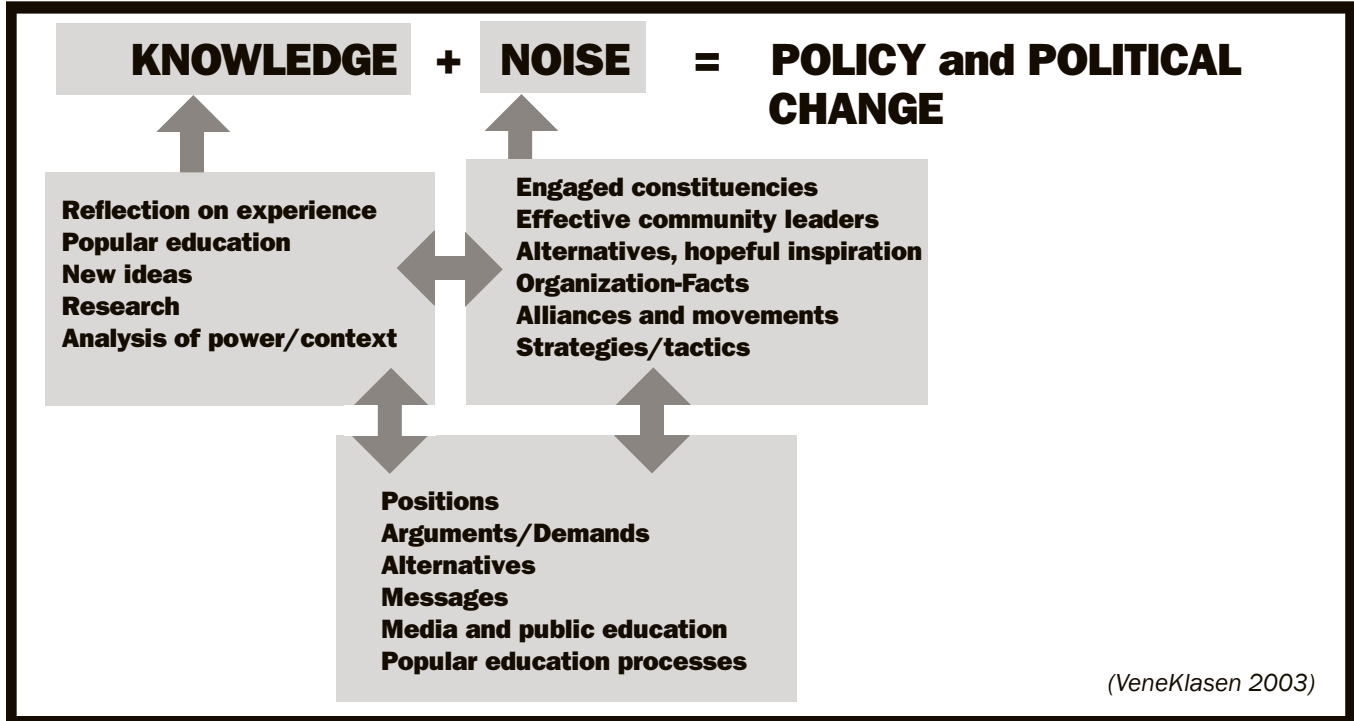 KNOWLEDGE + NOISE = POLICY and POLITICAL
CHANGE
Reflection on experience
Popular education
New ideas
Research
Analysis of power/context
Engaged constituencies
Effective community leaders
Alternatives, hopeful inspiration
Organization-Facts
Alliances and movements
Strategies/tactics
Positions
Arguments/Demands
Alternatives
Messages
Media and public education
Popular education processes
(VeneKlasen 2003)